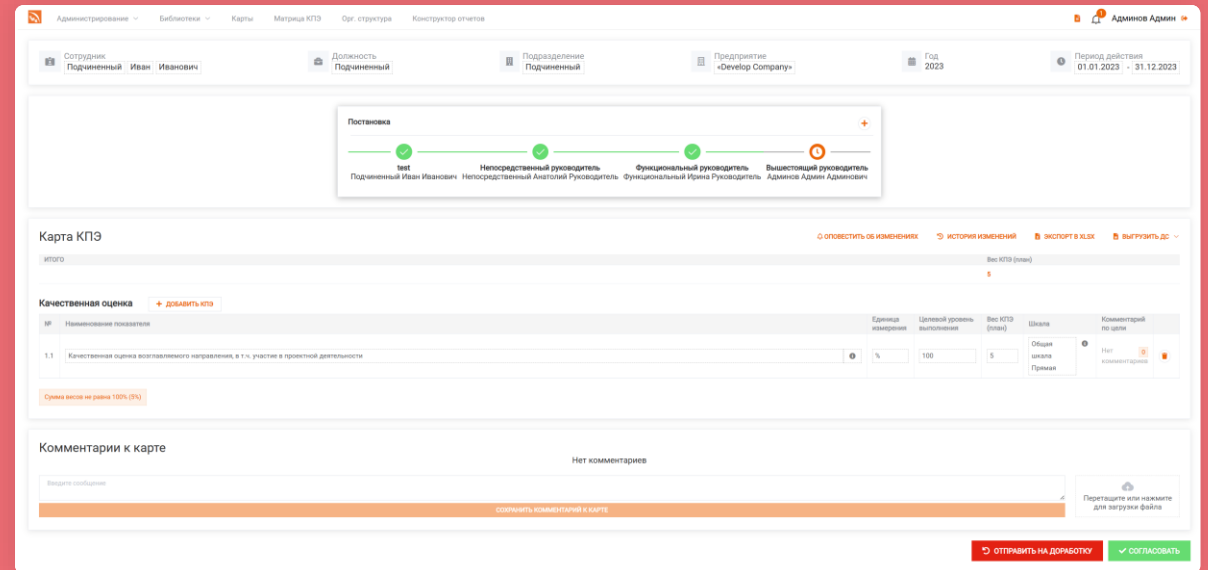 Администрирование Библиотеки Карты Матрица КПЭ Орг. структура Конструктор отчетов 1 Админов Админ
Сотрудник Должность Подразделение Предприятие Год Период действия
Подчиненный Иван Иванович Подчиненный Подчиненный «Develop Company» 2023 01.01.2023 - 31.12.2023
Постановка +
test Непосредственный руководитель Функциональный руководитель Вышестоящий руководитель
Подчиненный Иван Иванович Непосредственный Анатолий Руководитель Функциональный Ирина Руководитель Админов Админ Админович
Карта КПЭ ОПОВЕСТИТЬ ОБ ИЗМЕНЕНИЯХ ИСТОРИЯ ИЗМЕНЕНИЙ ЭКСПОРТ В XLSX ВЫГРУЗИТЬ ДС
ИТОГО Вес КПЭ (план)
5
Качественная оценка + ДОБАВИТЬ КПЭ
№ Наименование показателя Единица измерения Целевой уровень выполнения Вес КПЭ (план) Шкала Комментарий по цели
1.1 Качественная оценка возглавляемого направления, в т.ч. участие в проектной деятельности % 100 5 Общая шкала Прямая Нет комментариев 0
Сумма весов не равна 100% (5%)
Комментарии к карте
Нет комментариев
Введите сообщение
СОХРАНИТЬ КОММЕНТАРИЙ К КАРТЕ
Перетащите или нажмите
для загрузки файла
ОТПРАВИТЬ НА ДОРАБОТКУ СОГЛАСОВАТЬ